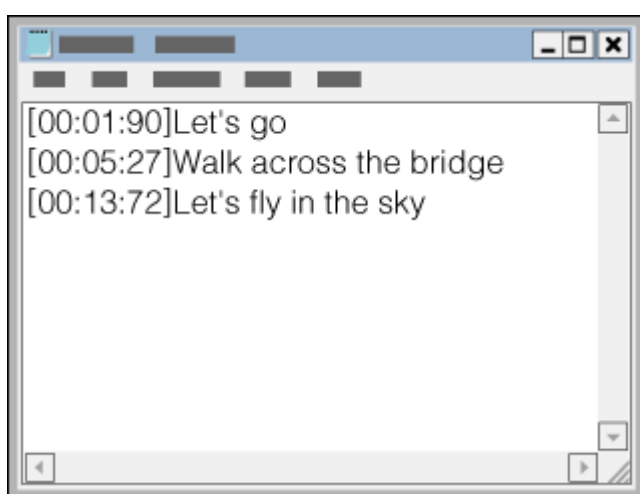 [00:01:90]Let's go
[00:05:27]Walk across the bridge
[00:13:72]Let's fly in the sky